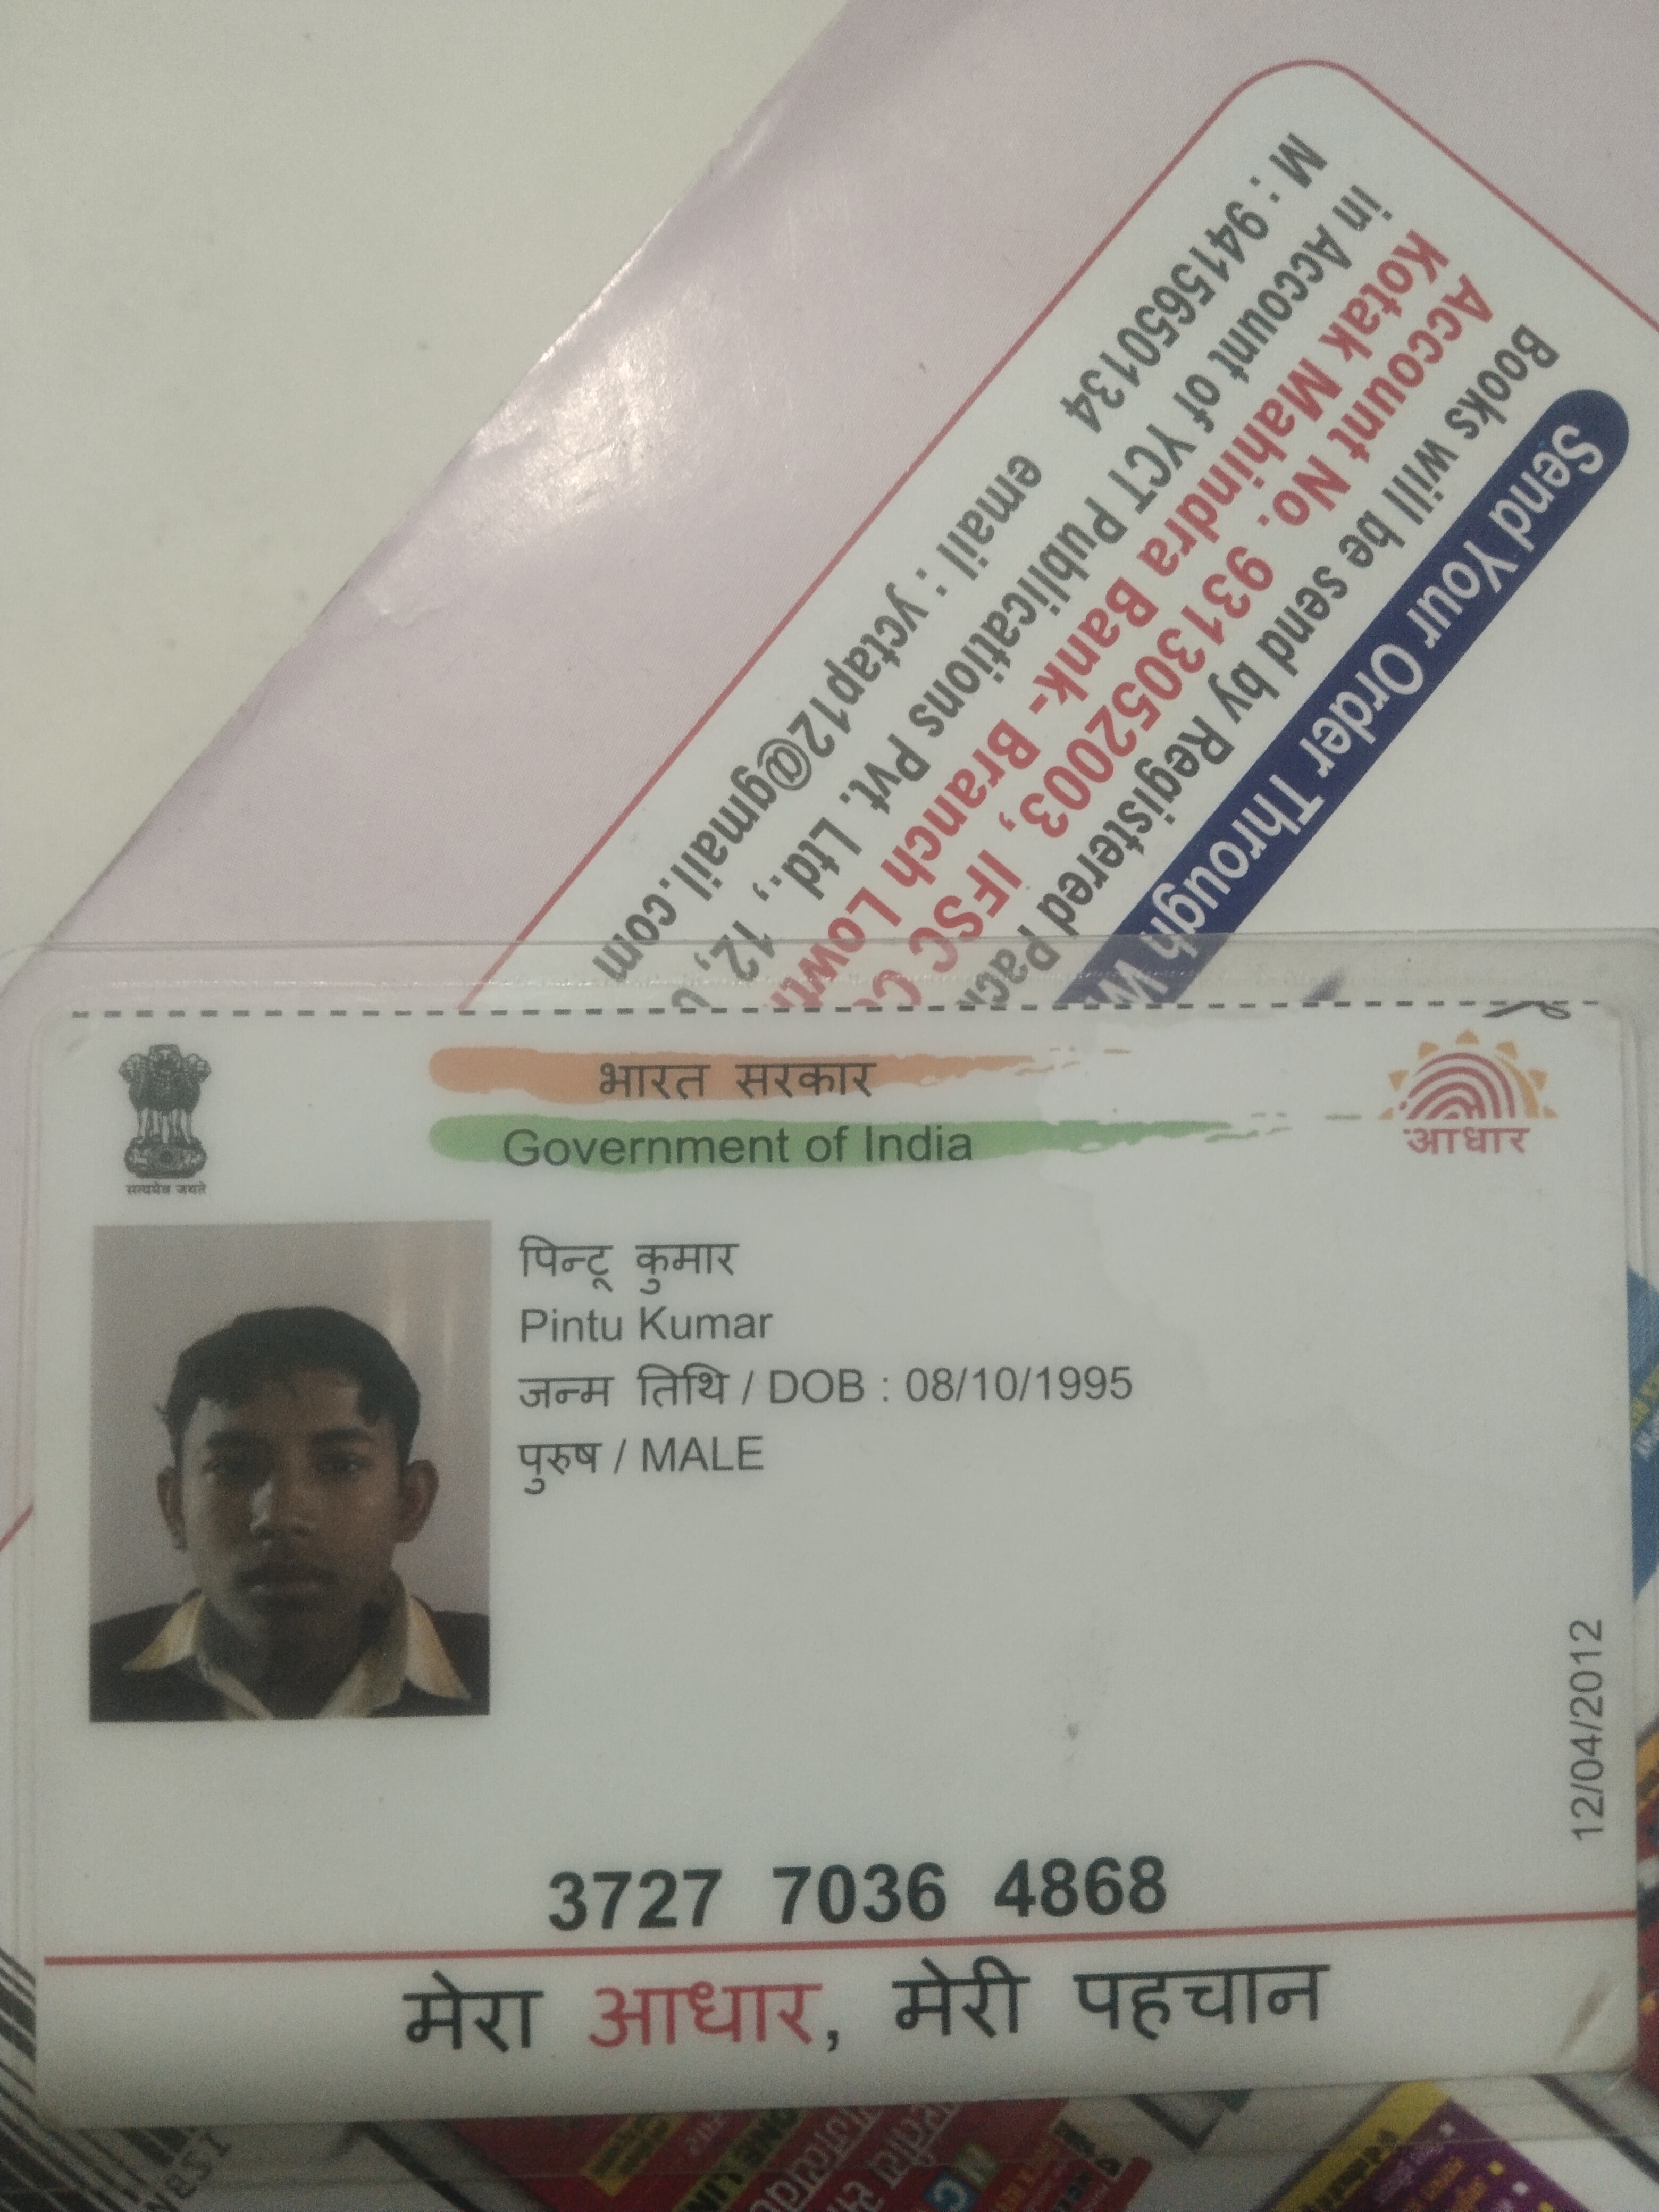 Send Your Order Through
Books will be send by Registered
Account No. 9313052003, IFSC
Kotak Mahindra Bank- Branch
in Account of YCT Publications Pvt. Ltd., 12,
M : 9415650134 email : yctap12@gmail.com
भारत सरकार
Government of India
सत्यमेव जयते
आधार
पिन्टू कुमार
Pintu Kumar
जन्म तिथि / DOB : 08/10/1995
पुरुष / MALE
12/04/2012
3727 7036 4868
मेरा आधार, मेरी पहचान